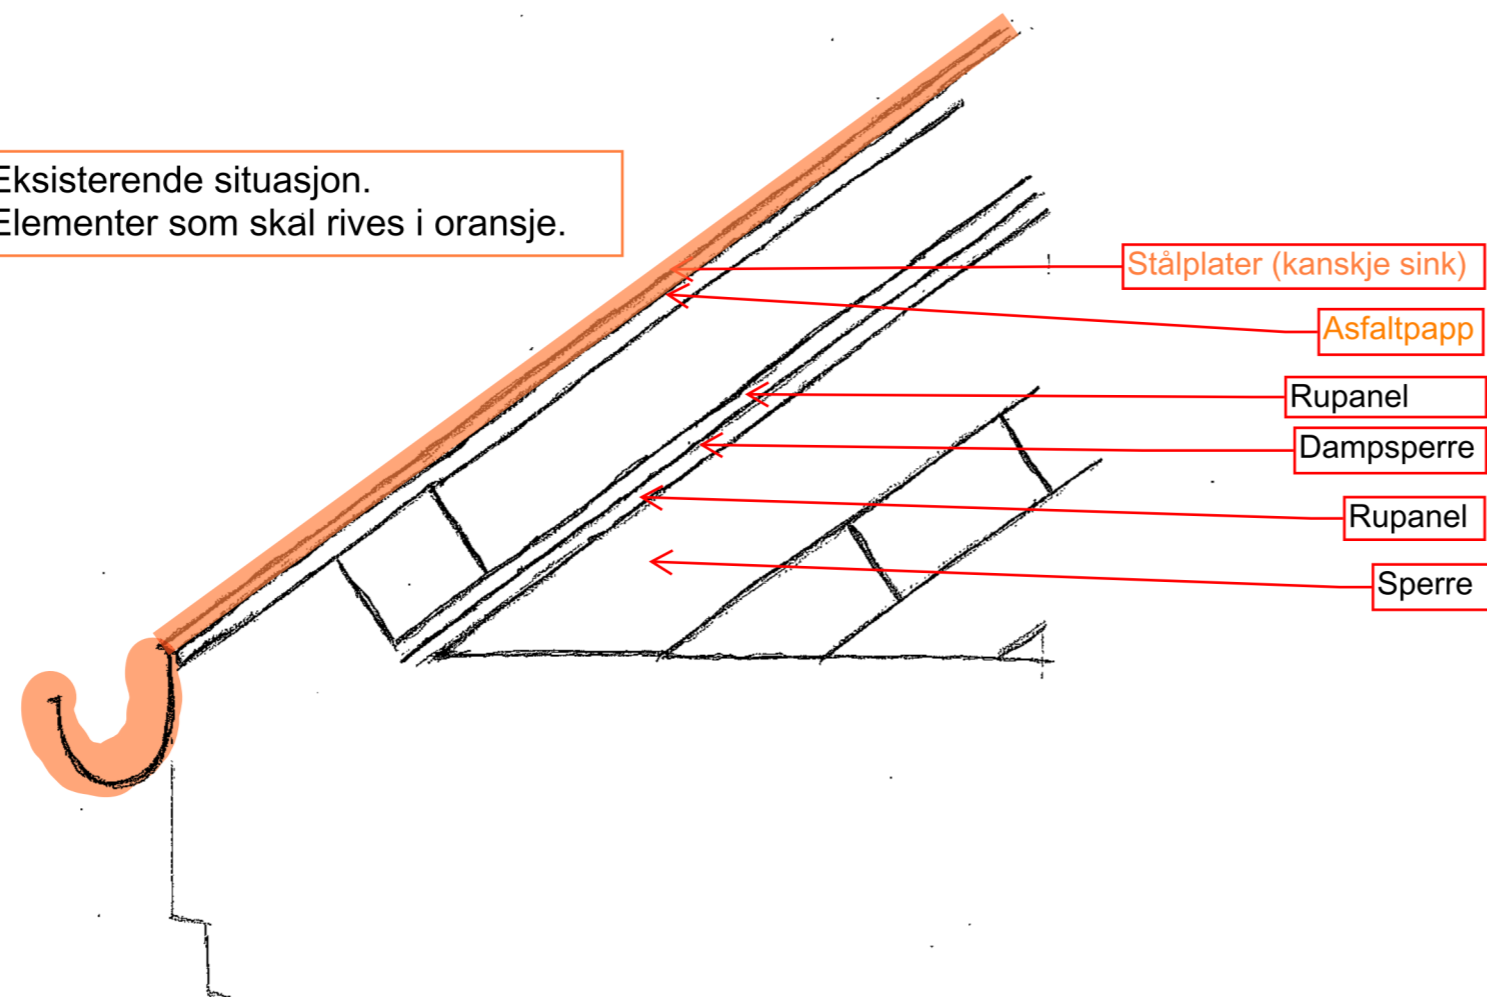 Eksisterende situasjon.
Elementer som skal rives i oransje.
Stålplater (kanskje sink)
Asfaltpapp
Rupanel
Dampsperre
Rupanel
Sperre